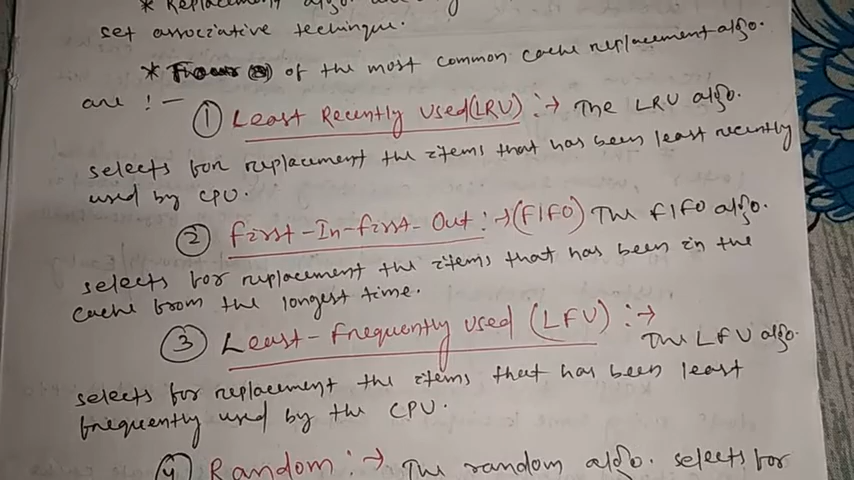 * Replacement algo.
set associative techinque.
* of the most common cache replacement algo.
are : -
① Least Recently Used(LRU) :→ The LRU algo.
selects for replacement the items that has been least recently
used by CPU.
② First-In-first-Out :→(FIFO) The FIFO algo.
selects for replacement the items that has been in the
cache from the longest time.
③ Least-Frequently used (LFU) :→ The LFU algo.
selects for replacement the items that has been least
frequently used by the CPU.
④ Random :→ The random algo. selects for